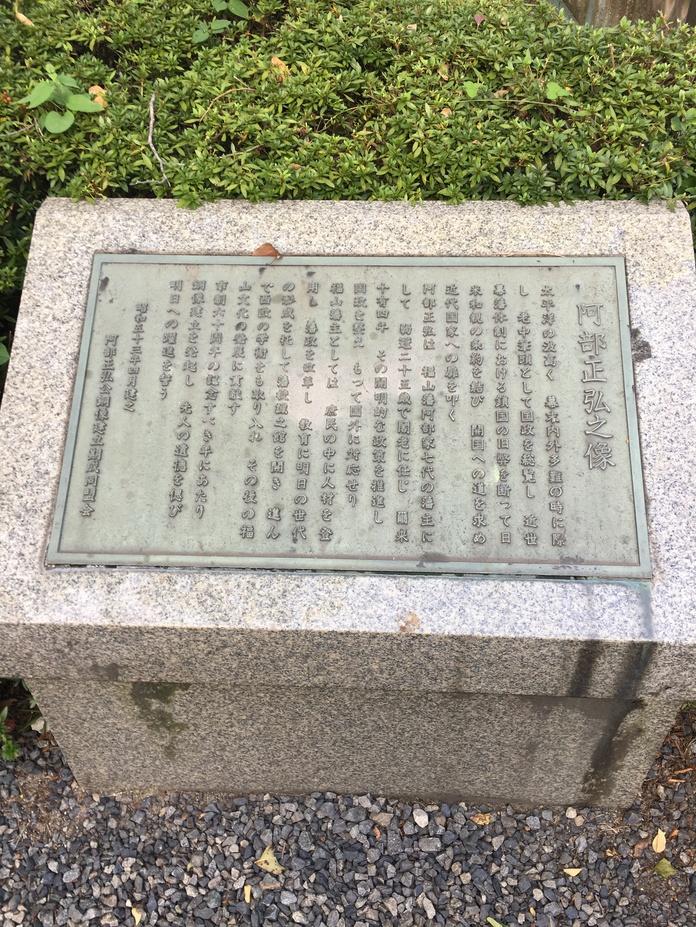 阿部正弘之像
太平洋の波高く　幕末内外多難の時に際
し　老中筆頭として国政を総覧し　近世
幕藩体制における鎖国の旧弊を断って日
米和親の条約を結び　開国への道を求め
近代国家への扉を叩く
阿部正弘は　福山藩阿部家七代の藩主に
して　弱冠二十五歳で閣老に任じ　爾来
十有四年　その開明的な政策を推進し
国政を整え　もって国外に対応せり
福山藩主としては　庶民の中に人材を登
用し　藩政を改革し　教育に明日の世代
の形成を托して藩校誠之館を開き　進ん
で西欧の学術をも取り入れ　その後の福
山文化の発展に貢献す
市制六十周年の記念すべき年にあたり
銅像建立を発起し　先人の遺徳を偲び
明日への躍進を誓う
昭和五十三年四月建之
阿部正弘公銅像建立期成同盟会